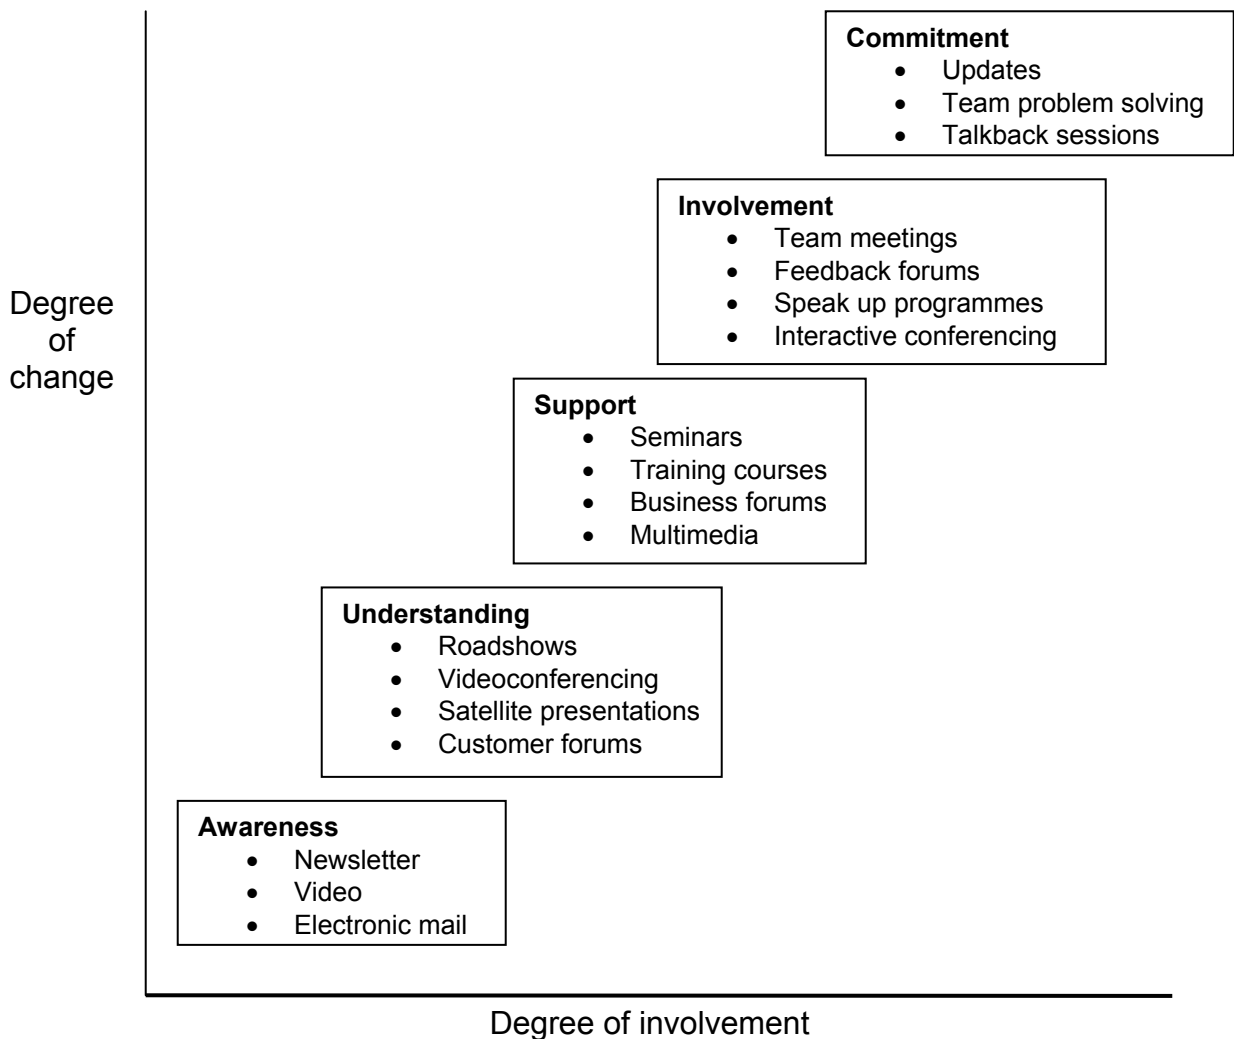 Commitment
• Updates
• Team problem solving
• Talkback sessions
Involvement
• Team meetings
• Feedback forums
• Speak up programmes
• Interactive conferencing
Degree
of
change
Support
• Seminars
• Training courses
• Business forums
• Multimedia
Understanding
• Roadshows
• Videoconferencing
• Satellite presentations
• Customer forums
Awareness
• Newsletter
• Video
• Electronic mail
Degree of involvement